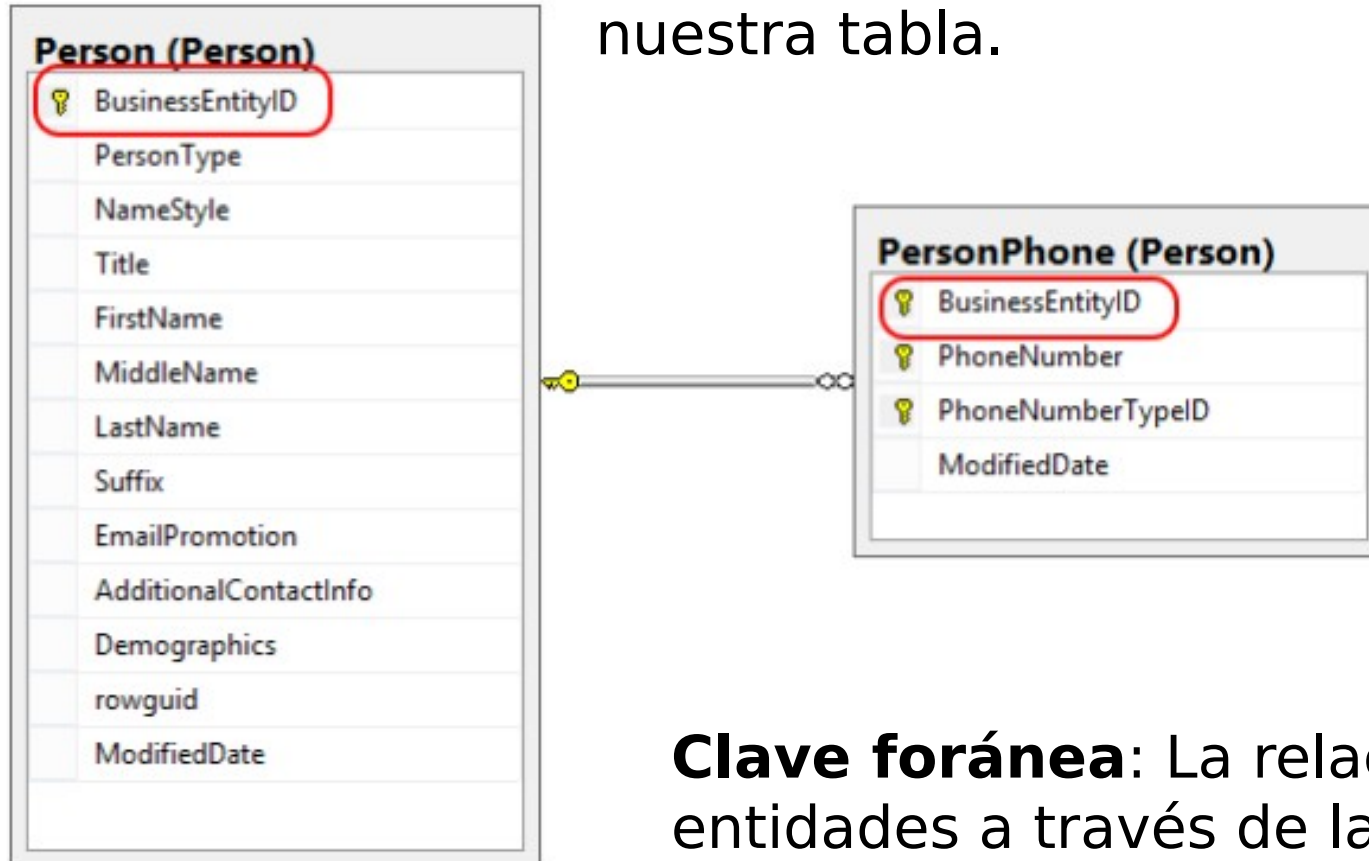 nuestra tabla.
Person (Person)
BusinessEntityID
PersonType
NameStyle
Title
FirstName
MiddleName
LastName
Suffix
EmailPromotion
AdditionalContactInfo
Demographics
rowguid
ModifiedDate
PersonPhone (Person)
BusinessEntityID
PhoneNumber
PhoneNumberTypeID
ModifiedDate
Clave foránea: La rela
entidades a través de la